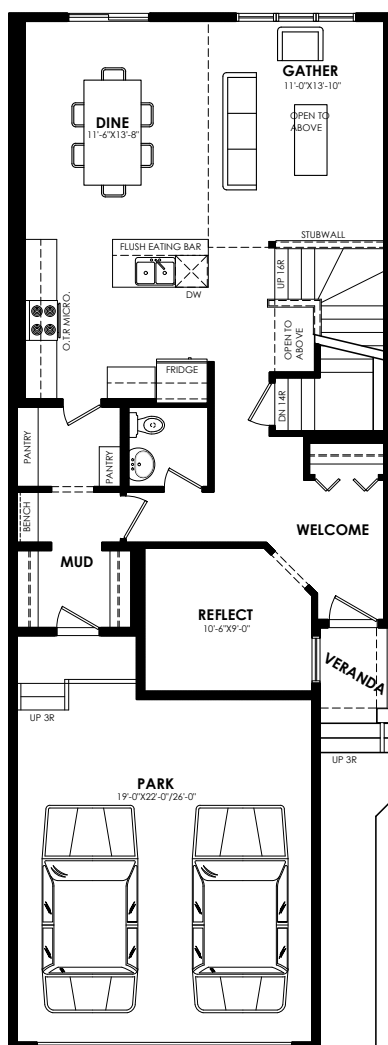 GATHER
11'-0"X13'-10"
OPEN TO
ABOVE
DINE
11'-6"X13'-8"
STUBWALL
FLUSH EATING BAR
DW
UP 16R
O.T.R MICRO.
OPEN TO
ABOVE
FRIDGE
DN 14R
PANTRY
PANTRY
BENCH
WELCOME
MUD
REFLECT
10'-6"X9'-0"
VERANDA
UP 3R
UP 3R
PARK
19'-0"X22'-0"/26'-0"